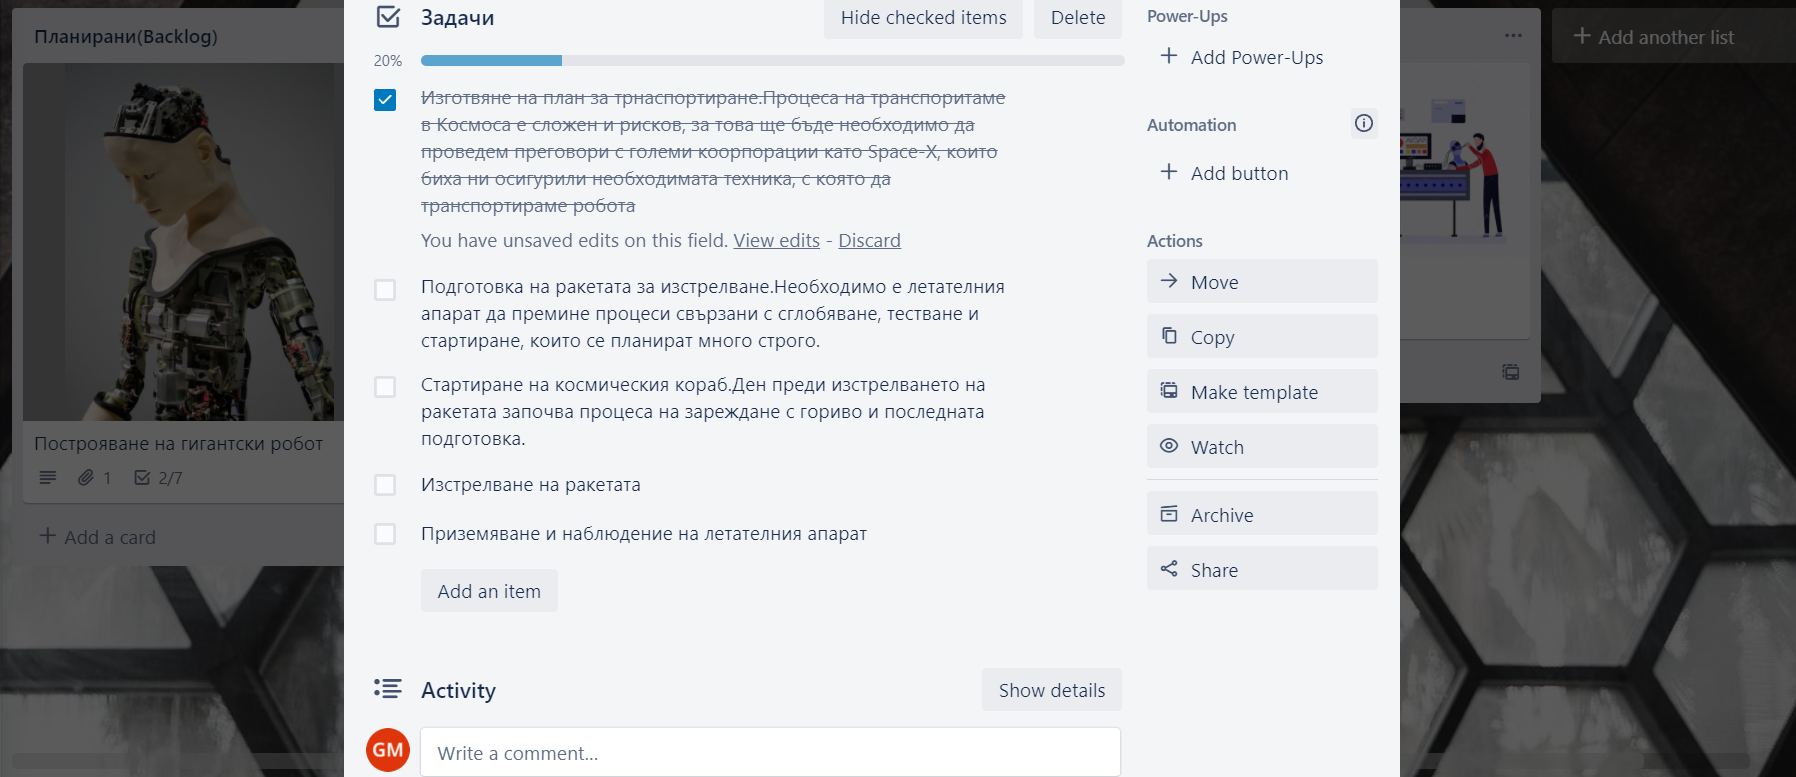 Планирани(Backlog)
Построяване на гигантски робот
1
2/7
Add a card
Задачи
Hide checked items
Delete
20%
Изготвяне на план за трнаспортиране.Процеса на транспоритаме
в Космоса е сложен и рисков, за това ще бъде необходимо да
проведем преговори с големи коорпорации като Space-X, които
биха ни осигурили необходимата техника, с която да
транспортираме робота
You have unsaved edits on this field. View edits - Discard
Подготовка на ракетата за изстрелване.Необходимо е летателния
апарат да премине процеси свързани с сглобяване, тестване и
стартиране, които се планират много строго.
Стартиране на космическия кораб.Ден преди изстрелването на
ракетата започва процеса на зареждане с гориво и последната
подготовка.
Изстрелване на ракетата
Приземяване и наблюдение на летателния апарат
Add an item
Activity
Show details
GM
Write a comment...
Power-Ups
Add Power-Ups
Automation
Add button
Actions
Move
Copy
Make template
Watch
Archive
Share
Add another list